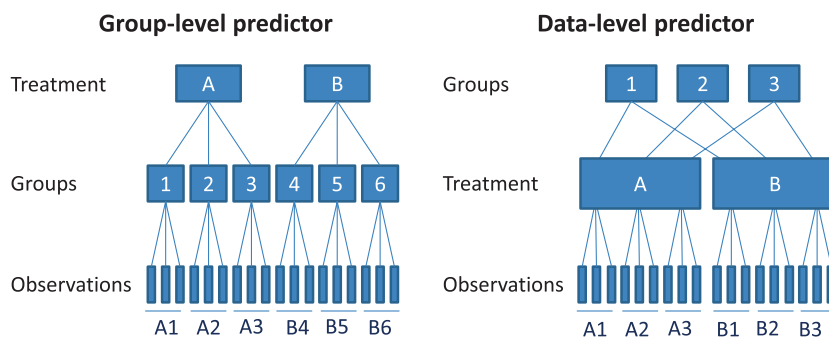 Group-level predictor
Treatment A B
Groups 1 2 3 4 5 6
Observations
A1 A2 A3 B4 B5 B6
Data-level predictor
Groups 1 2 3
Treatment A B
Observations
A1 A2 A3 B1 B2 B3